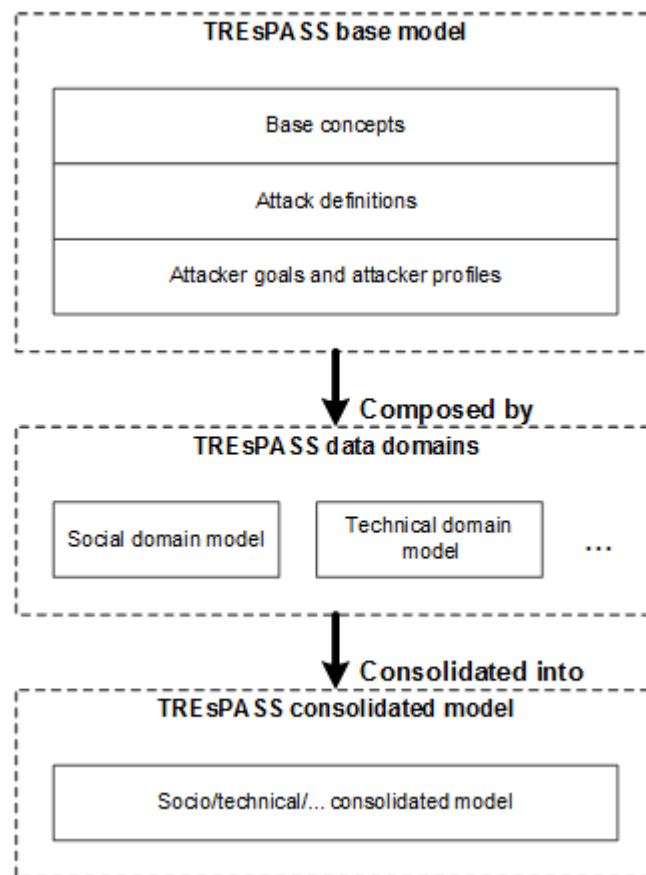 TREsPASS base model
Base concepts
Attack definitions
Attacker goals and attacker profiles
Composed by
TREsPASS data domains
Social domain model
Technical domain
model
...
Consolidated into
TREsPASS consolidated model
Socio/technical/... consolidated model